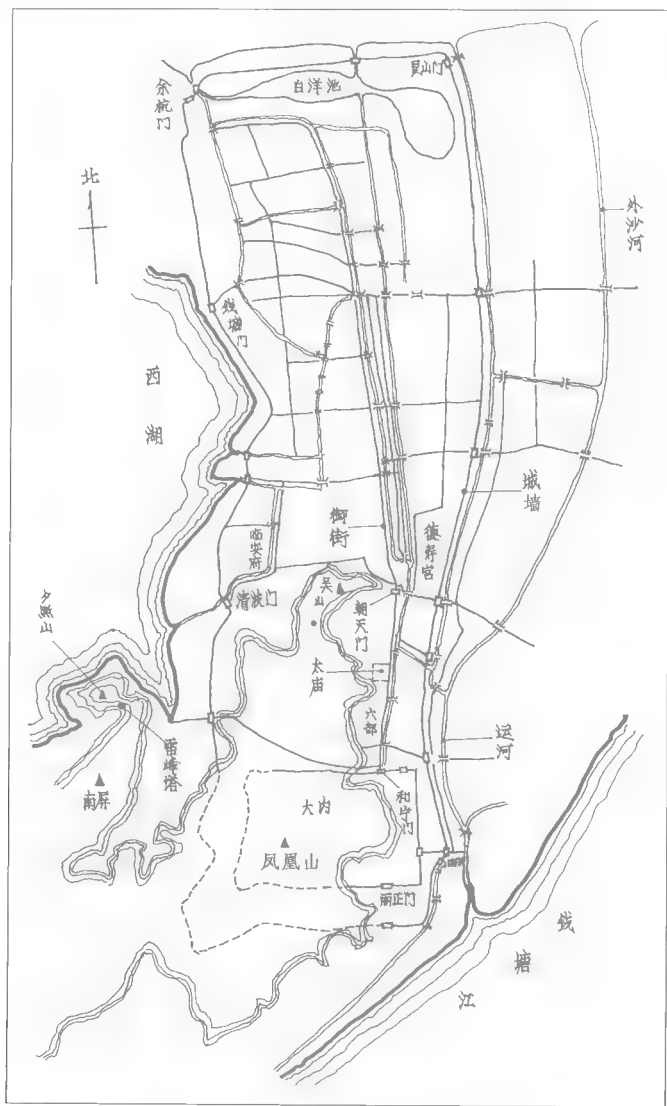 余杭门
白洋池
艮山门
北
外沙河
钱塘门
西湖
城墙
御街
德寿宫
临安府
吴山
清波门
朝天门
太庙
六部
夕照山
雷峰塔
南屏
运河
大内
和宁门
凤凰山
丽正门
钱塘江